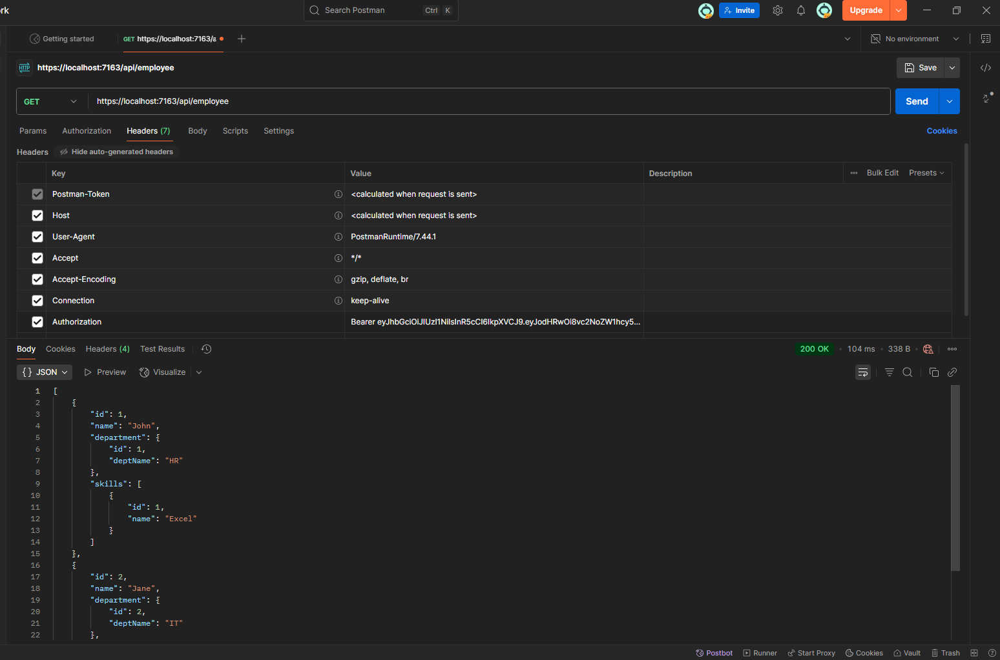 rk
Search Postman Ctrl K
Invite
Upgrade
Getting started
GET https://localhost:7163/a
No environment
HTTP https://localhost:7163/api/employee
Save
GET https://localhost:7163/api/employee
Send
Params Authorization Headers (7) Body Scripts Settings Cookies
Headers Hide auto-generated headers
Key Value Description Bulk Edit Presets
Postman-Token <calculated when request is sent>
Host <calculated when request is sent>
User-Agent PostmanRuntime/7.44.1
Accept */*
Accept-Encoding gzip, deflate, br
Connection keep-alive
Authorization Bearer eyJhbGciOiJIUzI1NiIsInR5cCI6IkpXVCJ9.eyJodHRwOi8vc2NoZW1hcy5...
Body Cookies Headers (4) Test Results 200 OK • 104 ms • 338 B •
{} JSON Preview Visualize
1 [
2 {
3 "id": 1,
4 "name": "John",
5 "department": {
6 "id": 1,
7 "deptName": "HR"
8 },
9 "skills": [
10 {
11 "id": 1,
12 "name": "Excel"
13 }
14 ]
15 },
16 {
17 "id": 2,
18 "name": "Jane",
19 "department": {
20 "id": 2,
21 "deptName": "IT"
22 },
Postbot Runner Start Proxy Cookies Vault Trash